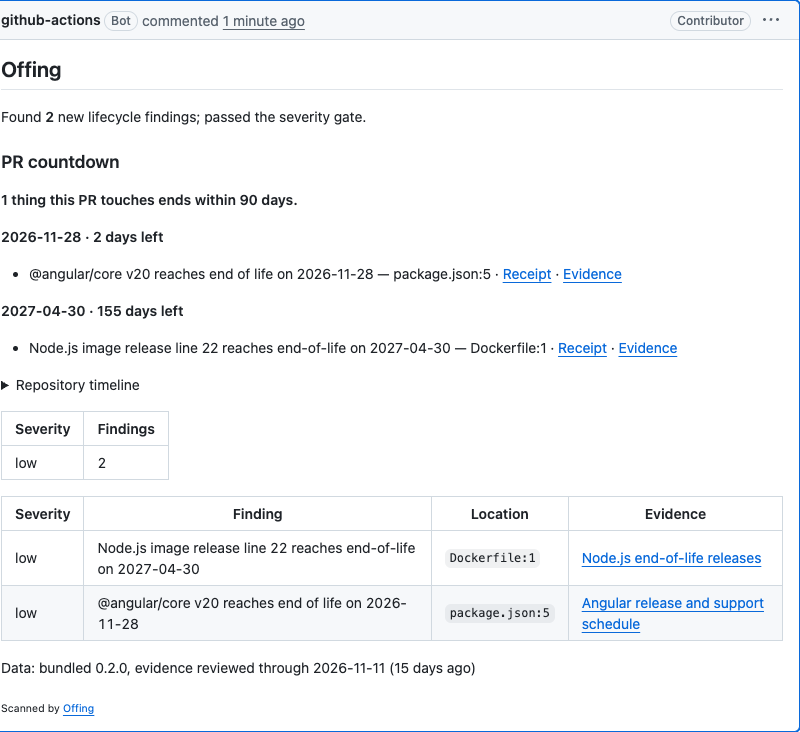 github-actions Bot commented 1 minute ago Contributor ···
Offing
Found 2 new lifecycle findings; passed the severity gate.
PR countdown
1 thing this PR touches ends within 90 days.
2026-11-28 · 2 days left
• @angular/core v20 reaches end of life on 2026-11-28 — package.json:5 · Receipt · Evidence
2027-04-30 · 155 days left
• Node.js image release line 22 reaches end-of-life on 2027-04-30 — Dockerfile:1 · Receipt · Evidence
Repository timeline
Severity Findings
low 2
Severity Finding Location Evidence
low Node.js image release line 22 reaches end-of-life
on 2027-04-30 Dockerfile:1 Node.js end-of-life releases
low @angular/core v20 reaches end of life on 2026-
11-28 package.json:5 Angular release and support
schedule
Data: bundled 0.2.0, evidence reviewed through 2026-11-11 (15 days ago)
Scanned by Offing